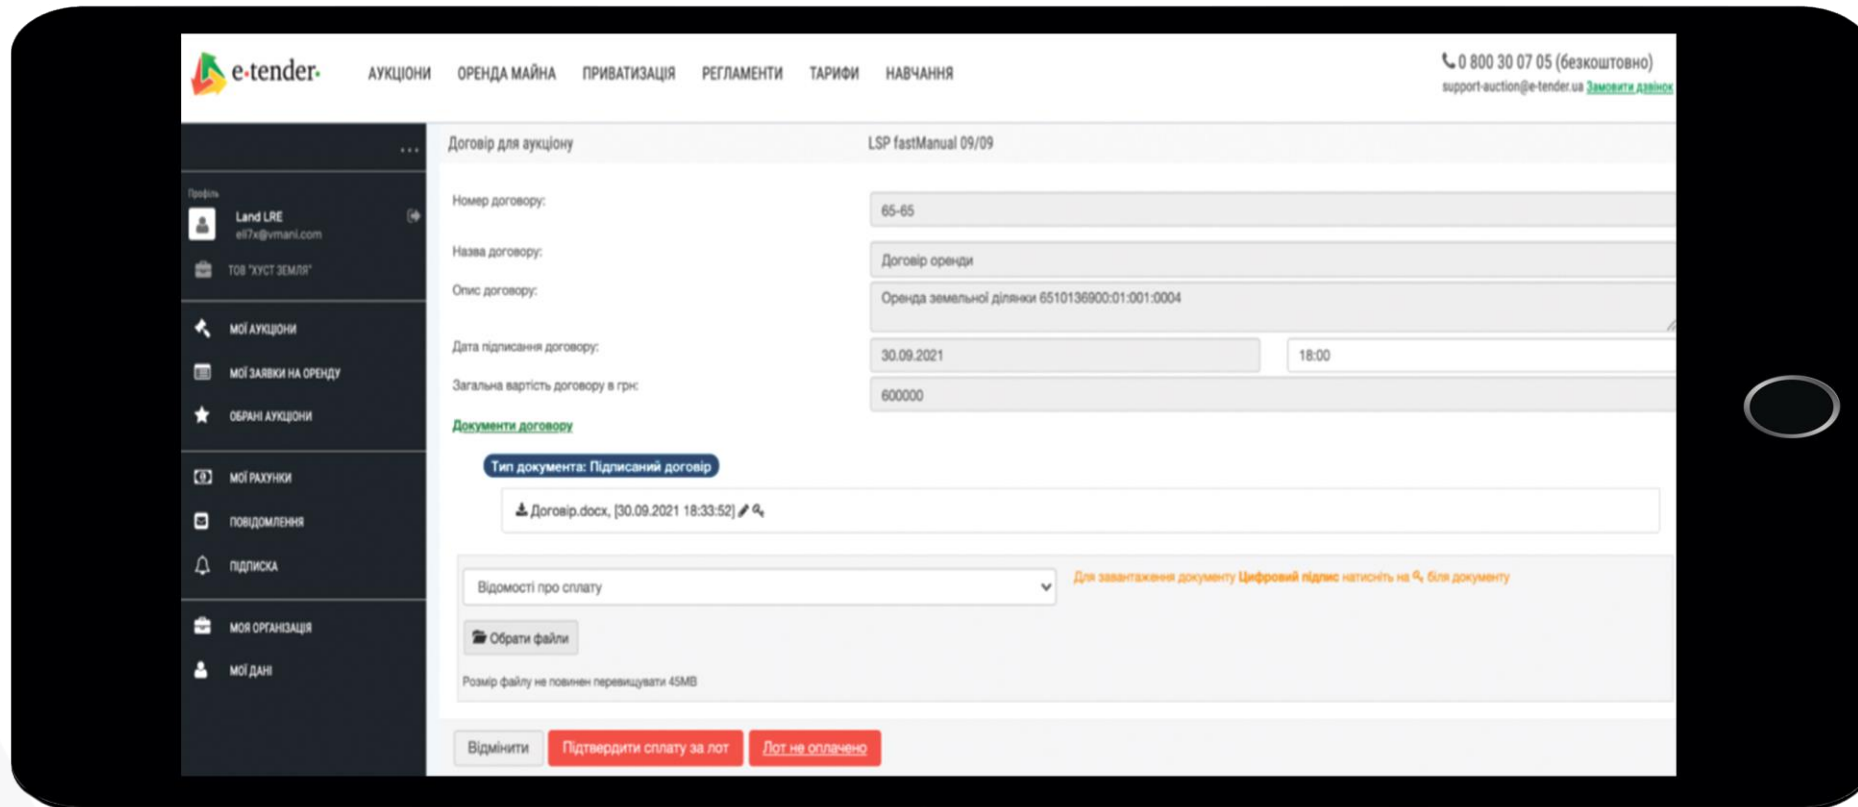 e-tender.
АУКЦІОНИ ОРЕНДА МАЙНА ПРИВАТИЗАЦІЯ РЕГЛАМЕНТИ ТАРИФИ НАВЧАННЯ
0 800 30 07 05 (безкоштовно)
support-auction@e-tender.ua Замовити дзвінок
...
Профіль
Land LRE
ell7x@vmani.com
ТОВ "ХУСТ ЗЕМЛЯ"
МОЇ АУКЦІОНИ
МОЇ ЗАЯВКИ НА ОРЕНДУ
ОБРАНІ АУКЦІОНИ
МОЇ РАХУНКИ
ПОВІДОМЛЕННЯ
ПІДПИСКА
МОЯ ОРГАНІЗАЦІЯ
МОЇ ДАНІ
Договір для аукціону LSP fastManual 09/09
Номер договору: 65-65
Назва договору: Договір оренди
Опис договору: Оренда земельної ділянки 6510136900:01:001:0004
Дата підписання договору: 30.09.2021 18:00
Загальна вартість договору в грн: 600000
Документи договору
Тип документа: Підписаний договір
Договір.docx, [30.09.2021 18:33:52]
Відомості про сплату
Для завантаження документу Цифровий підпис натисніть на біля документу
Обрати файли
Розмір файлу не повинен перевищувати 45MB
Відмінити Підтвердити сплату за лот Лот не оплачено